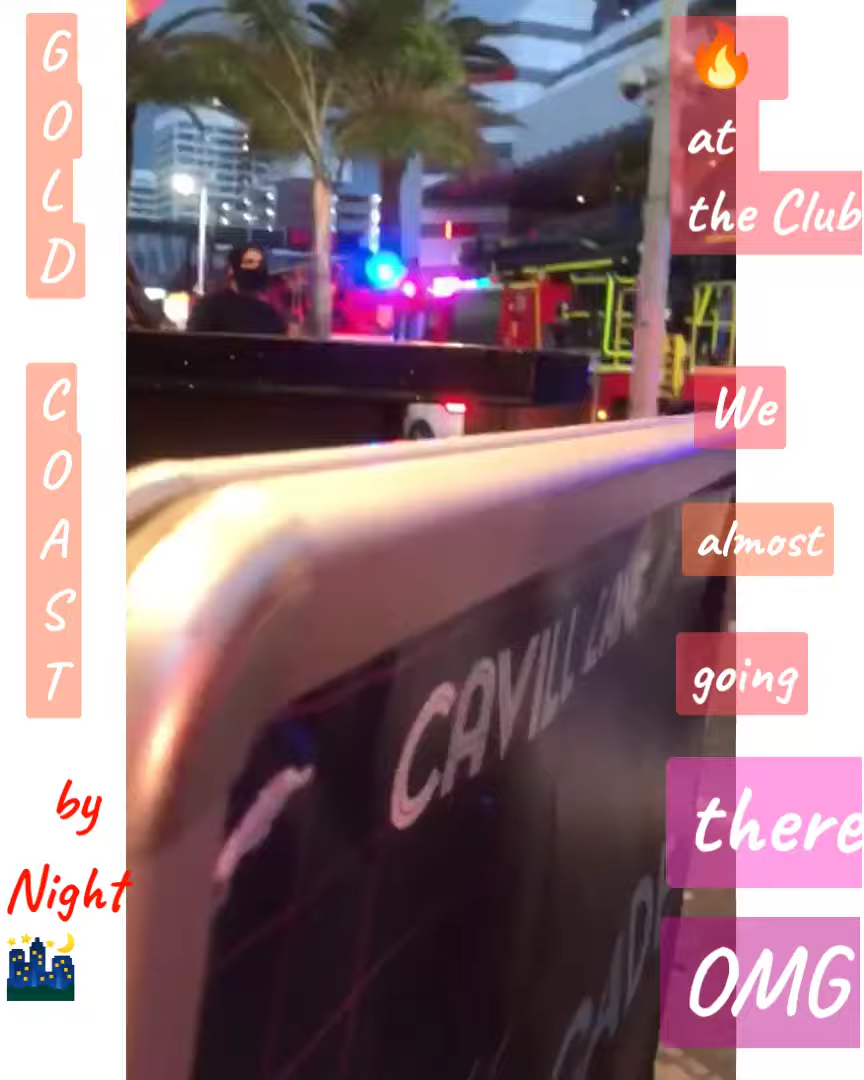 GOLD
COAST
by
Night
🔥
at
the Club
We
almost
going
there
OMG
CAVILL LANE